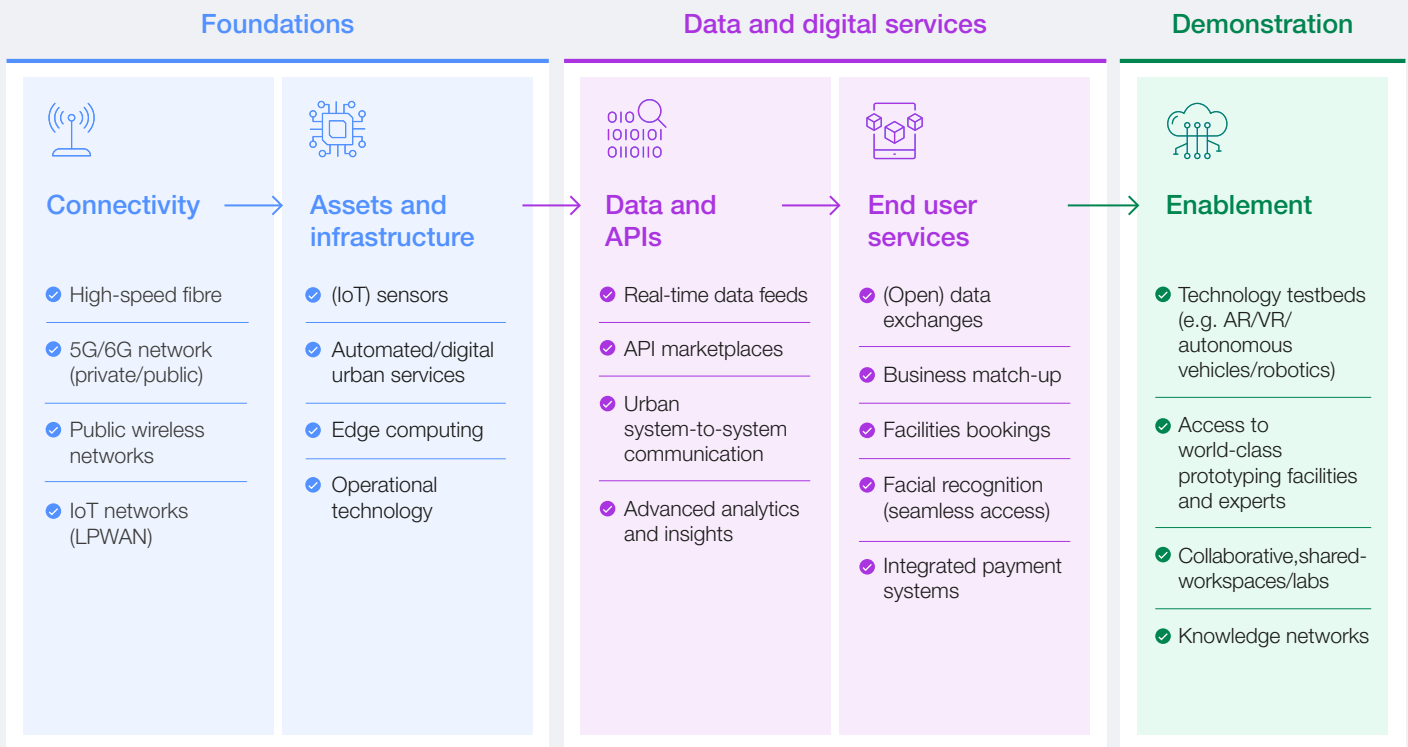 Foundations
Data and digital services
Demonstration
Connectivity
High-speed fibre
5G/6G network
(private/public)
Public wireless
networks
IoT networks
(LPWAN)
Assets and
infrastructure
(IoT) sensors
Automated/digital
urban services
Edge computing
Operational
technology
010
1010101
0110110
Data and
APIs
Real-time data feeds
API marketplaces
Urban
system-to-system
communication
Advanced analytics
and insights
End user
services
(Open) data
exchanges
Business match-up
Facilities bookings
Facial recognition
(seamless access)
Integrated payment
systems
Enablement
Technology testbeds
(e.g. AR/VR/
autonomous
vehicles/robotics)
Access to
world-class
prototyping facilities
and experts
Collaborative,shared-
workspaces/labs
Knowledge networks